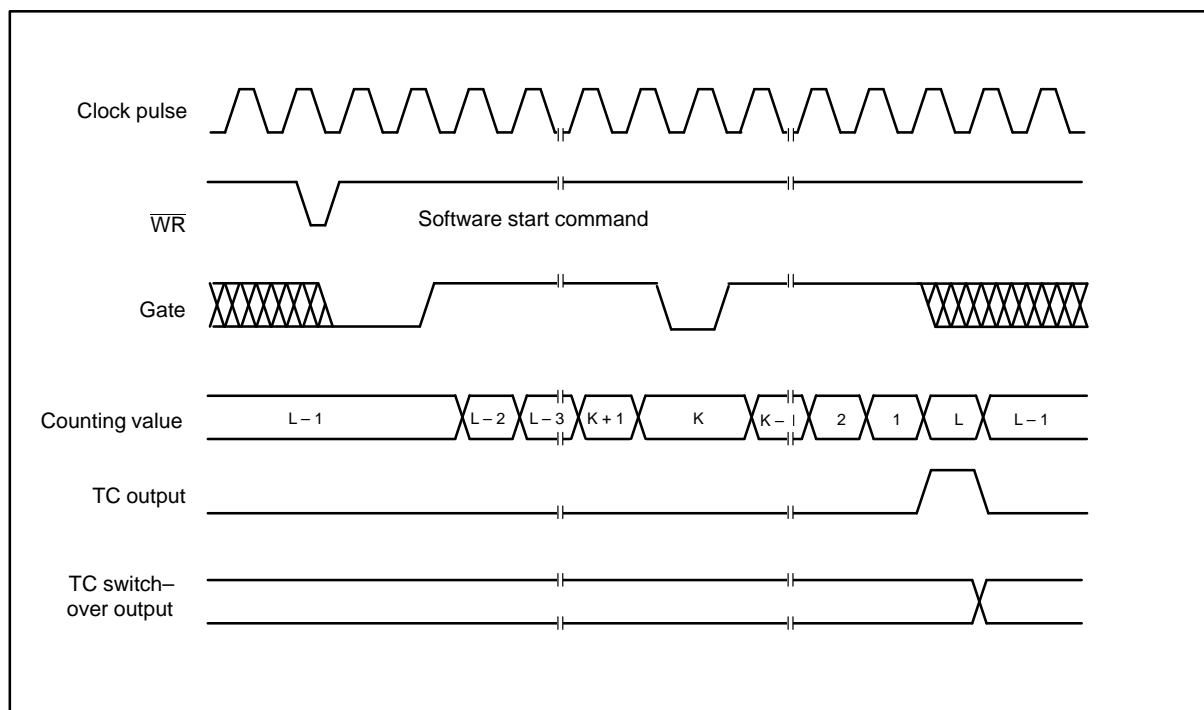 Clock pulse
WR
Software start command
Gate
Counting value
L – 1
L – 2
L – 3
K + 1
K
K –
2
1
L
L – 1
TC output
TC switch–
over output